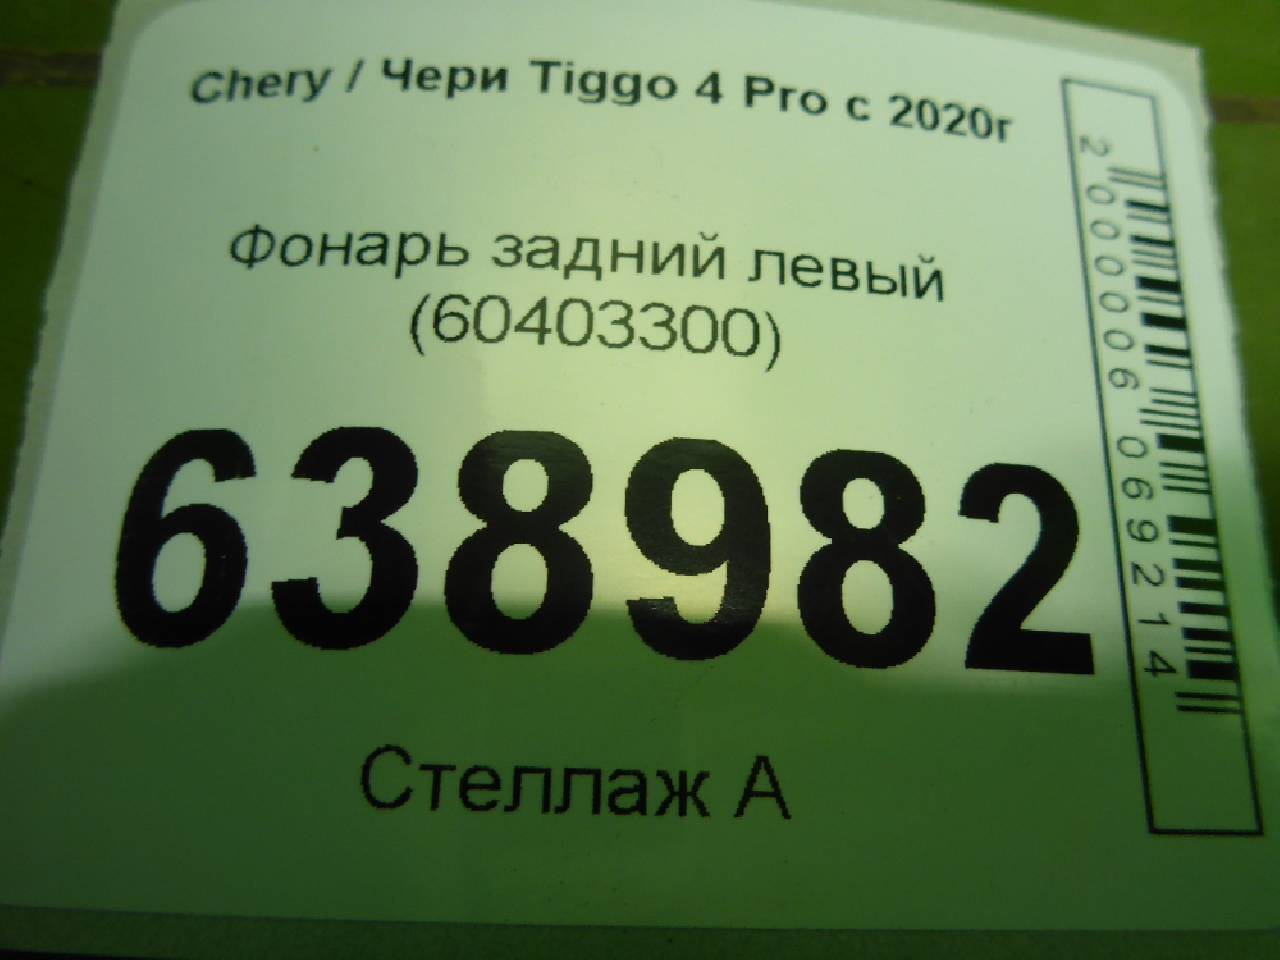 Chery / Чери Tiggo 4 Pro с 2020г
Фонарь задний левый
(60403300)
638982
Стеллаж А
2000006069214